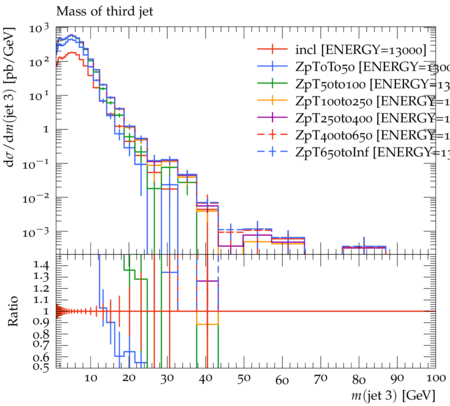 Mass of third jet
dσ/dm(jet 3) [pb/GeV]
10³
10²
10¹
1
10⁻¹
10⁻²
10⁻³
incl [ENERGY=13000]
ZpT0To50 [ENERGY=1300
ZpT50to100 [ENERGY=13
ZpT100to250 [ENERGY=1
ZpT250to400 [ENERGY=1
ZpT400to650 [ENERGY=1
ZpT650toInf [ENERGY=13
Ratio
1.4
1.3
1.2
1.1
1
0.9
0.8
0.7
0.6
0.5
10 20 30 40 50 60 70 80 90 100
m(jet 3) [GeV]